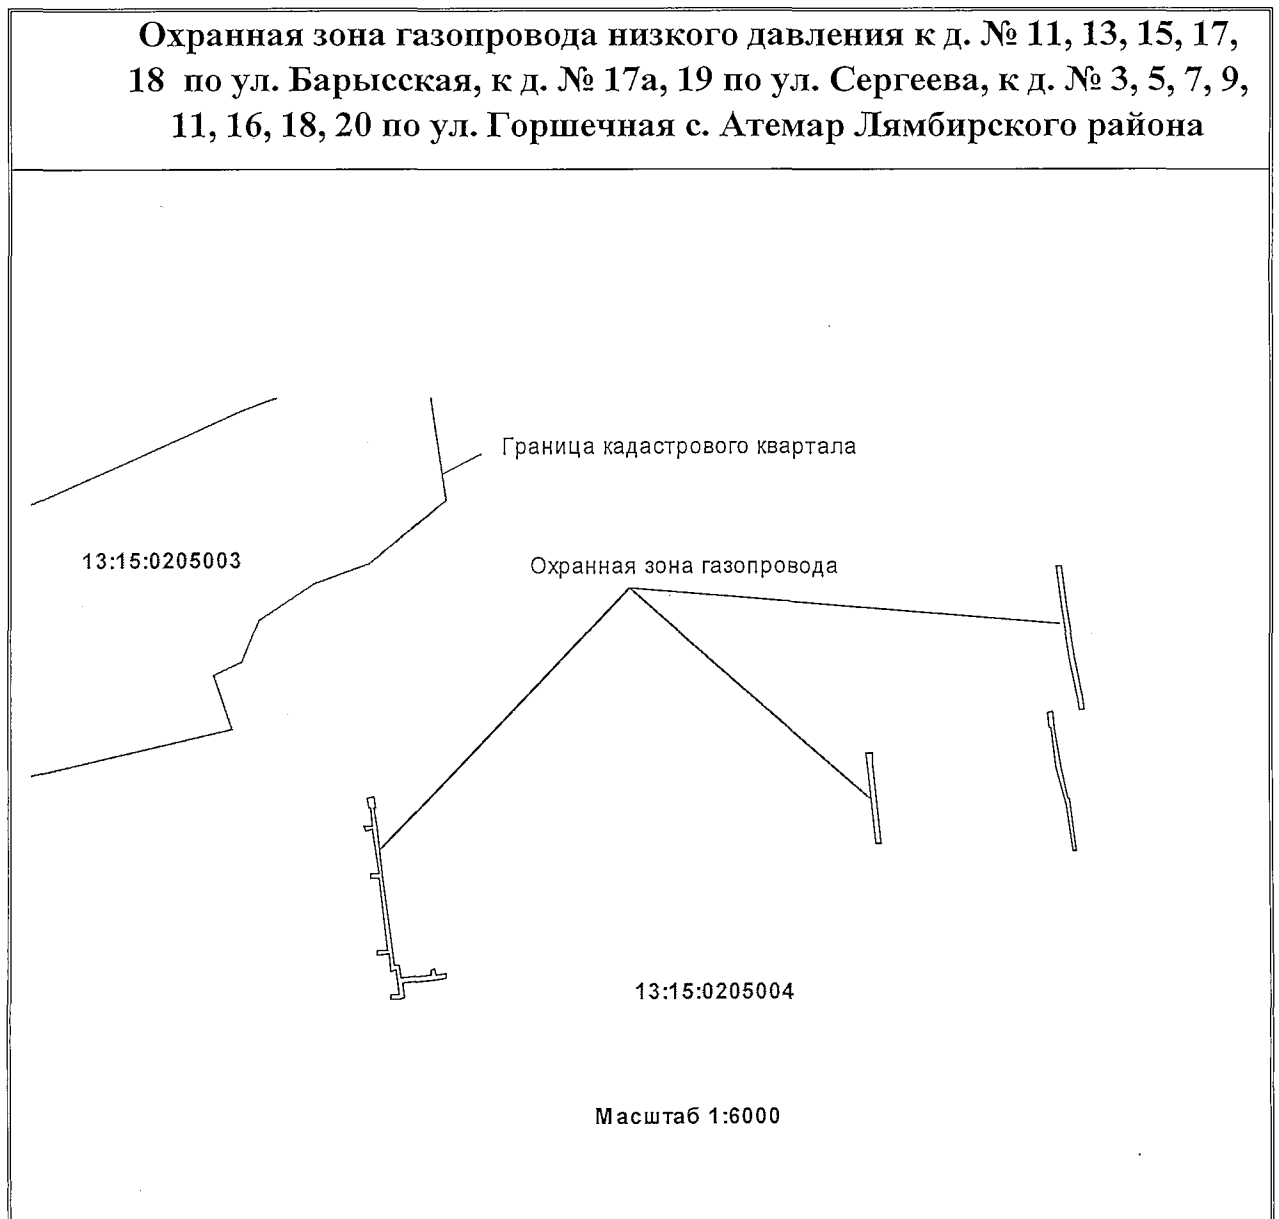 Охранная зона газопровода низкого давления к д. № 11, 13, 15, 17,
18 по ул. Барысская, к д. № 17а, 19 по ул. Сергеева, к д. № 3, 5, 7, 9,
11, 16, 18, 20 по ул. Горшечная с. Атемар Лямбирского района
Граница кадастрового квартала
13:15:0205003
Охранная зона газопровода
13:15:0205004
Масштаб 1:6000